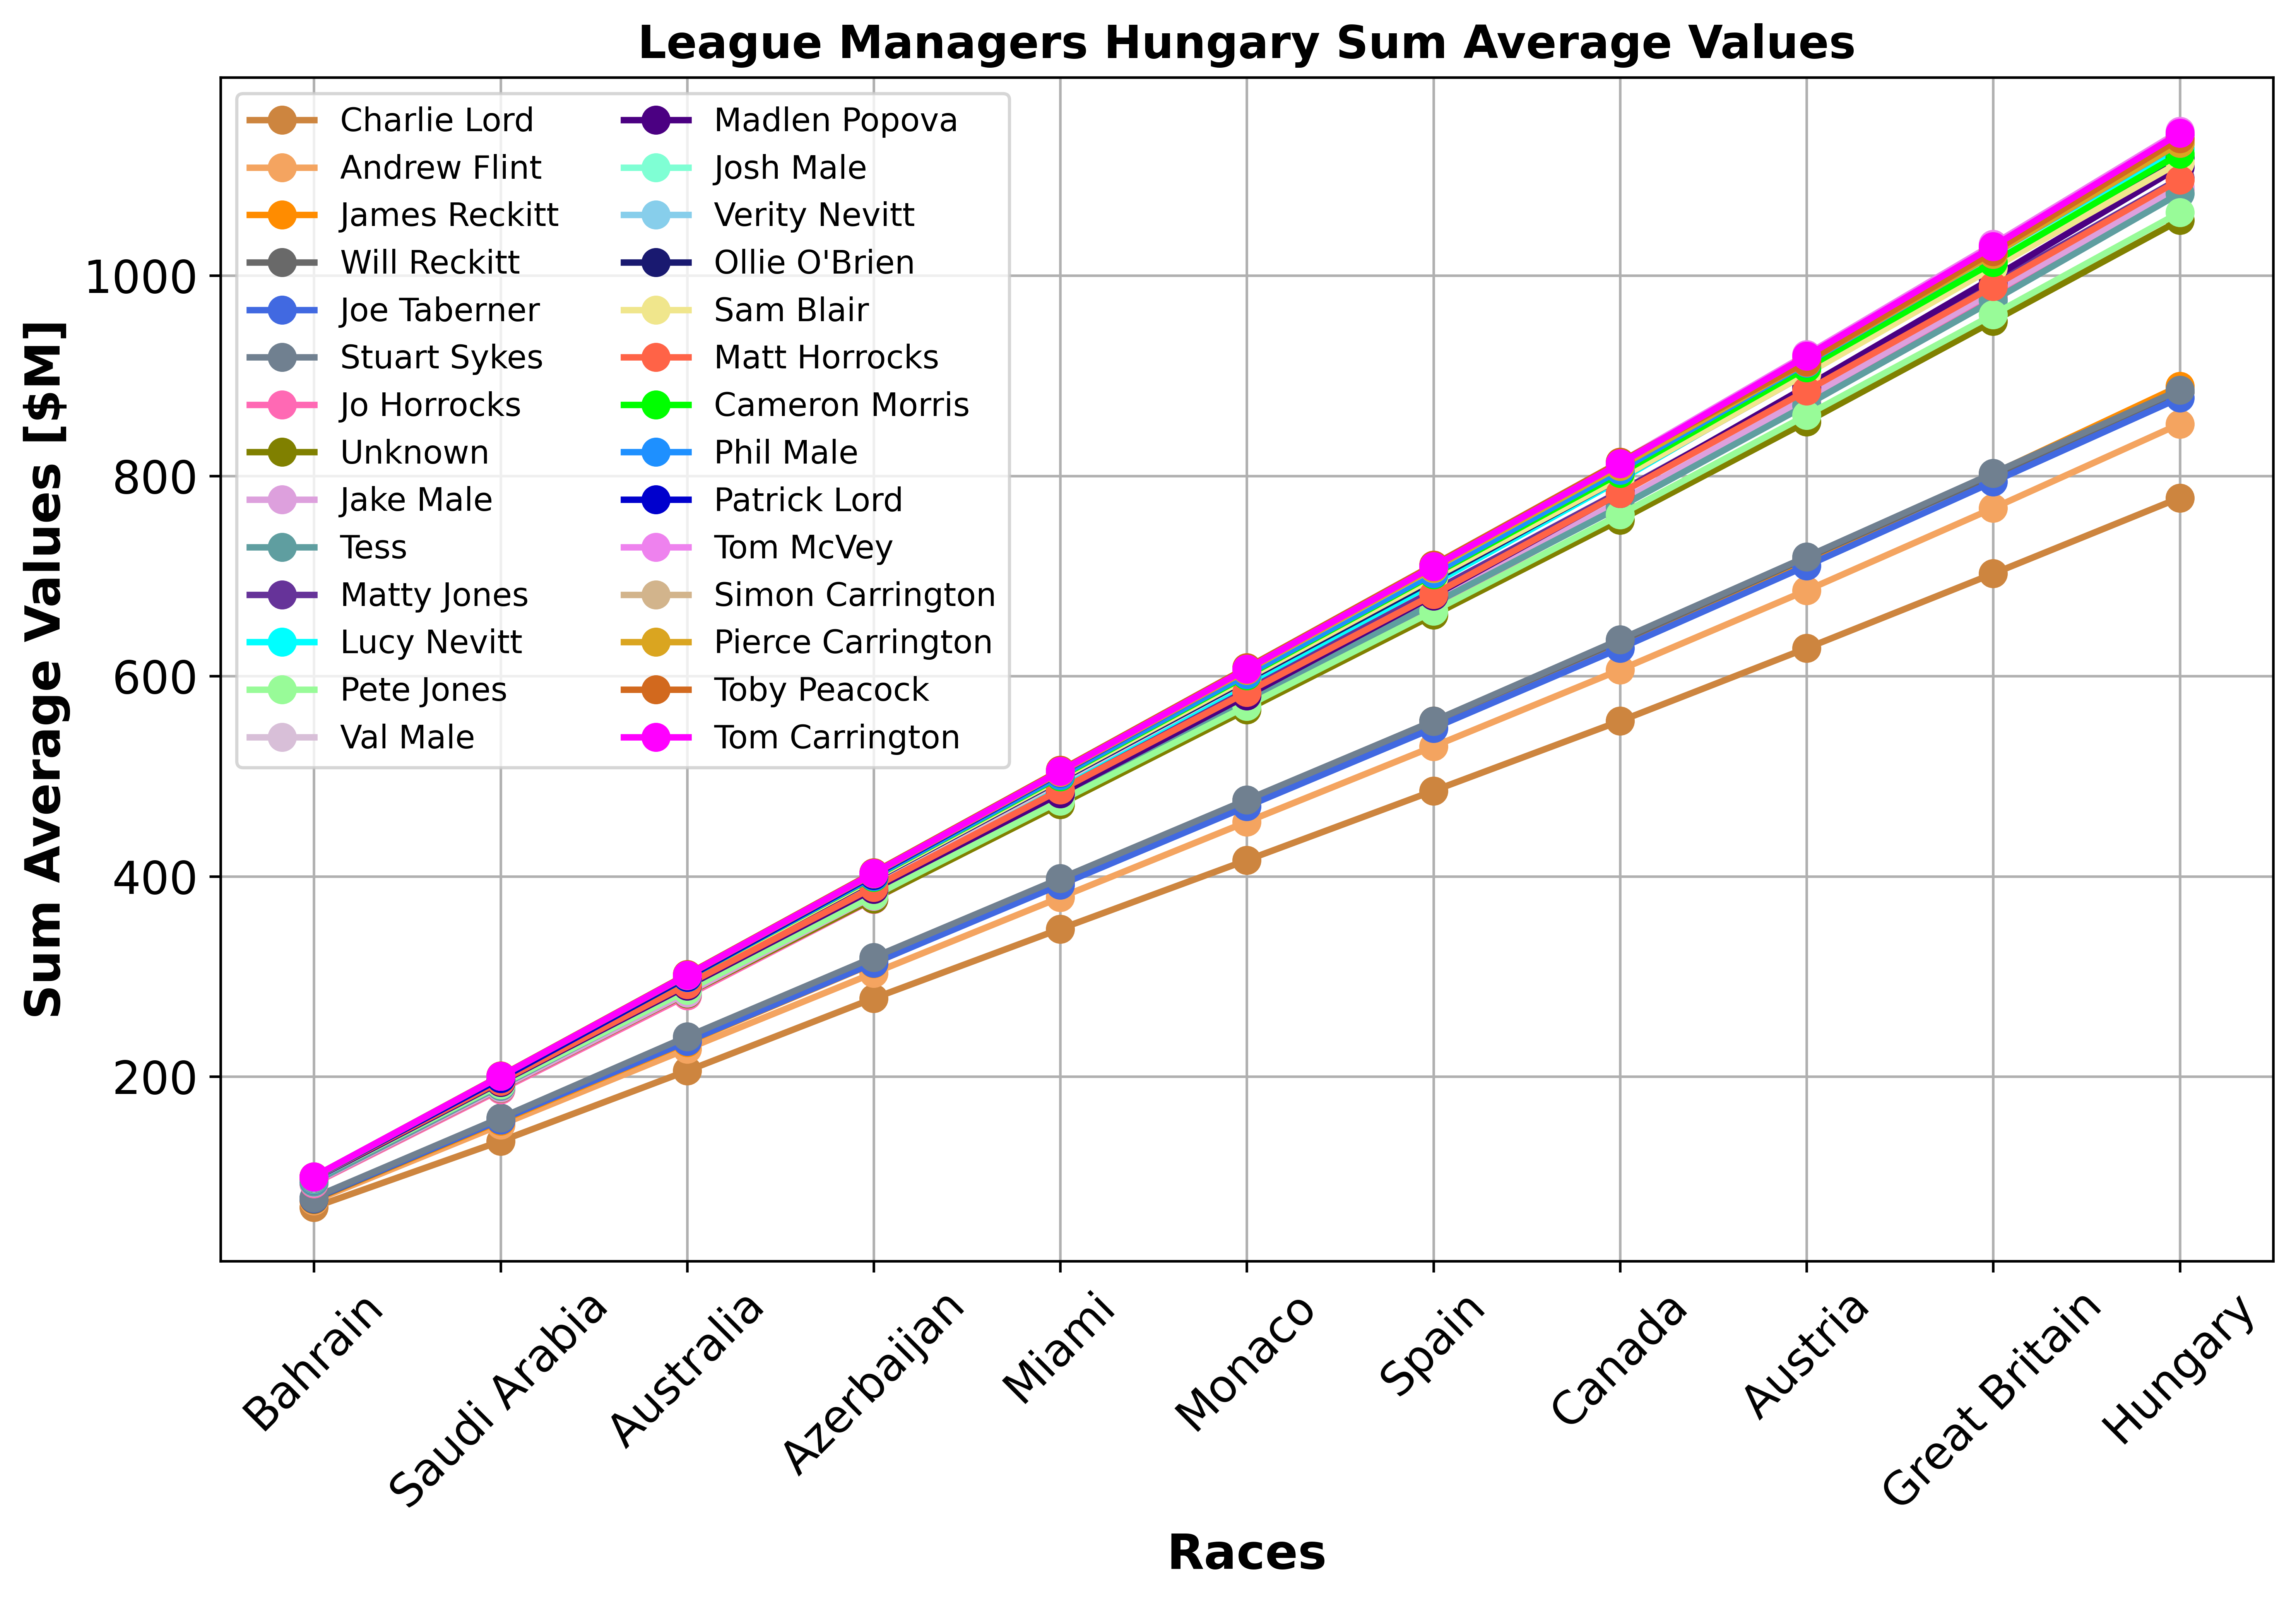 League Managers Hungary Sum Average Values
Sum Average Values [$M]
1000
800
600
400
200
Charlie Lord
Andrew Flint
James Reckitt
Will Reckitt
Joe Taberner
Stuart Sykes
Jo Horrocks
Unknown
Jake Male
Tess
Matty Jones
Lucy Nevitt
Pete Jones
Val Male
Madlen Popova
Josh Male
Verity Nevitt
Ollie O'Brien
Sam Blair
Matt Horrocks
Cameron Morris
Phil Male
Patrick Lord
Tom McVey
Simon Carrington
Pierce Carrington
Toby Peacock
Tom Carrington
Bahrain
Saudi Arabia
Australia
Azerbaijan
Miami
Monaco
Spain
Canada
Austria
Great Britain
Hungary
Races